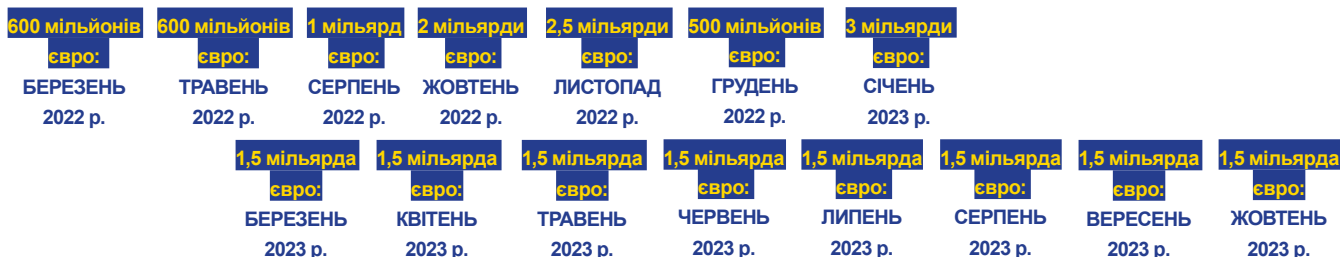 600 мільйонів 600 мільйонів 1 мільярд 2 мільярди 2,5 мільярди 500 мільйонів 3 мільярди
євро: євро: євро: євро: євро: євро: євро:
БЕРЕЗЕНЬ ТРАВЕНЬ СЕРПЕНЬ ЖОВТЕНЬ ЛИСТОПАД ГРУДЕНЬ СІЧЕНЬ
2022 р. 2022 р. 2022 р. 2022 р. 2022 р. 2022 р. 2023 р.
1,5 мільярда 1,5 мільярда 1,5 мільярда 1,5 мільярда 1,5 мільярда 1,5 мільярда 1,5 мільярда 1,5 мільярда
євро: євро: євро: євро: євро: євро: євро: євро:
БЕРЕЗЕНЬ КВІТЕНЬ ТРАВЕНЬ ЧЕРВЕНЬ ЛИПЕНЬ СЕРПЕНЬ ВЕРЕСЕНЬ ЖОВТЕНЬ
2023 р. 2023 р. 2023 р. 2023 р. 2023 р. 2023 р. 2023 р. 2023 р.